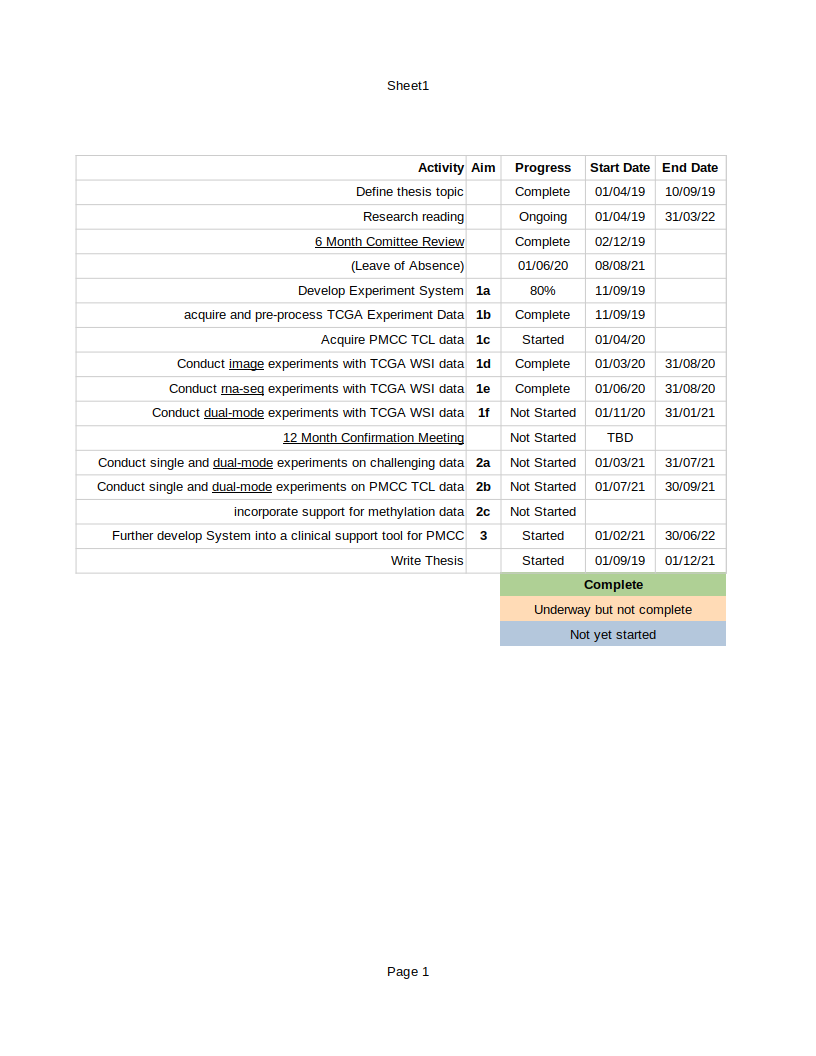 Sheet1
Activity Aim Progress Start Date End Date
Define thesis topic Complete 01/04/19 10/09/19
Research reading Ongoing 01/04/19 31/03/22
6 Month Comittee Review Complete 02/12/19
(Leave of Absence) 01/06/20 08/08/21
Develop Experiment System 1a 80% 11/09/19
acquire and pre-process TCGA Experiment Data 1b Complete 11/09/19
Acquire PMCC TCL data 1c Started 01/04/20
Conduct image experiments with TCGA WSI data 1d Complete 01/03/20 31/08/20
Conduct rna-seq experiments with TCGA WSI data 1e Complete 01/06/20 31/08/20
Conduct dual-mode experiments with TCGA WSI data 1f Not Started 01/11/20 31/01/21
12 Month Confirmation Meeting Not Started TBD
Conduct single and dual-mode experiments on challenging data 2a Not Started 01/03/21 31/07/21
Conduct single and dual-mode experiments on PMCC TCL data 2b Not Started 01/07/21 30/09/21
incorporate support for methylation data 2c Not Started
Further develop System into a clinical support tool for PMCC 3 Started 01/02/21 30/06/22
Write Thesis Started 01/09/19 01/12/21
Complete
Underway but not complete
Not yet started
Page 1